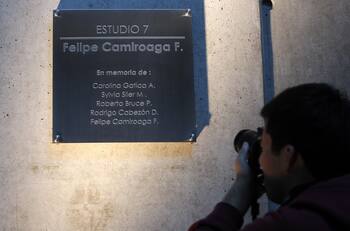 ESTUDIO 7
Felipe Camiroaga F.
En memoria de :
Carolina Gatica A.
Sylvia Slier M .
Roberto Bruce P.
Rodrigo Cabezón D.
Felipe Camiroaga F.